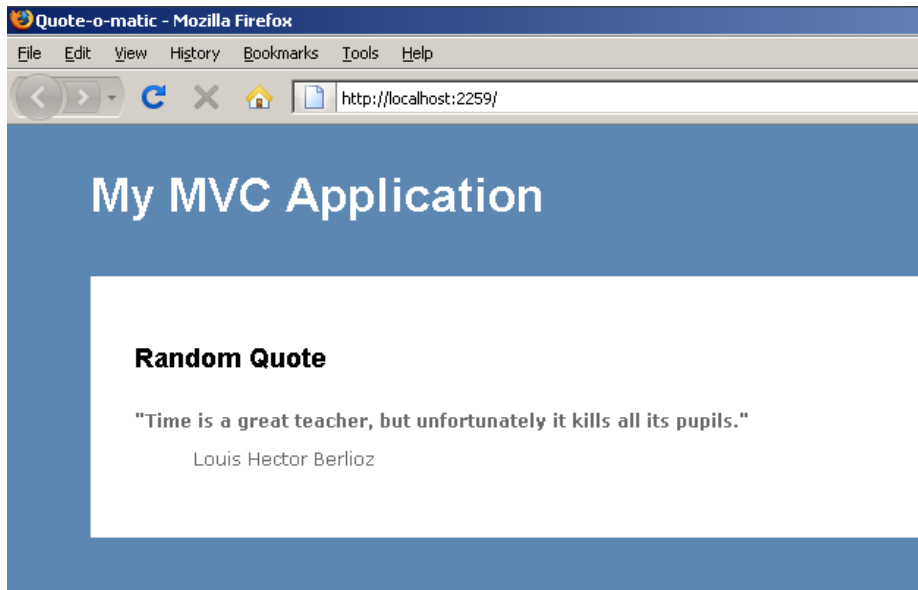 Quote-o-matic - Mozilla Firefox
File Edit View History Bookmarks Tools Help
http://localhost:2259/
My MVC Application
Random Quote
"Time is a great teacher, but unfortunately it kills all its pupils."
Louis Hector Berlioz